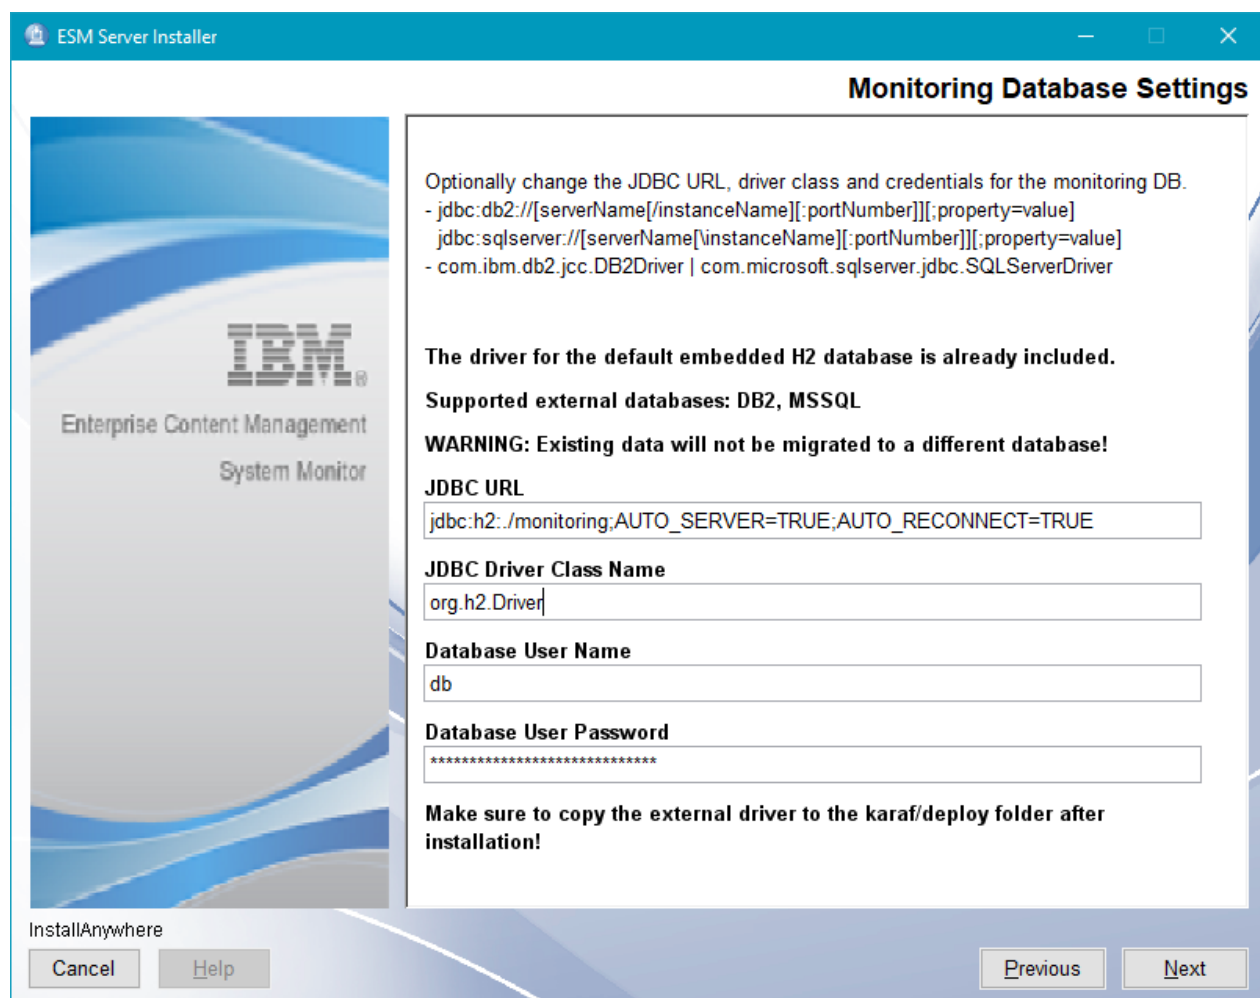 ESM Server Installer
Monitoring Database Settings
IBM®
Enterprise Content Management
System Monitor
Optionally change the JDBC URL, driver class and credentials for the monitoring DB.
- jdbc:db2://[serverName[/instanceName][:portNumber]][;property=value]
jdbc:sqlserver://[serverName[\instanceName][:portNumber]][;property=value]
- com.ibm.db2.jcc.DB2Driver | com.microsoft.sqlserver.jdbc.SQLServerDriver
The driver for the default embedded H2 database is already included.
Supported external databases: DB2, MSSQL
WARNING: Existing data will not be migrated to a different database!
JDBC URL
jdbc:h2:./monitoring;AUTO_SERVER=TRUE;AUTO_RECONNECT=TRUE
JDBC Driver Class Name
org.h2.Driver
Database User Name
db
Database User Password
*****************************
Make sure to copy the external driver to the karaf/deploy folder after
installation!
InstallAnywhere
Cancel
Help
Previous
Next